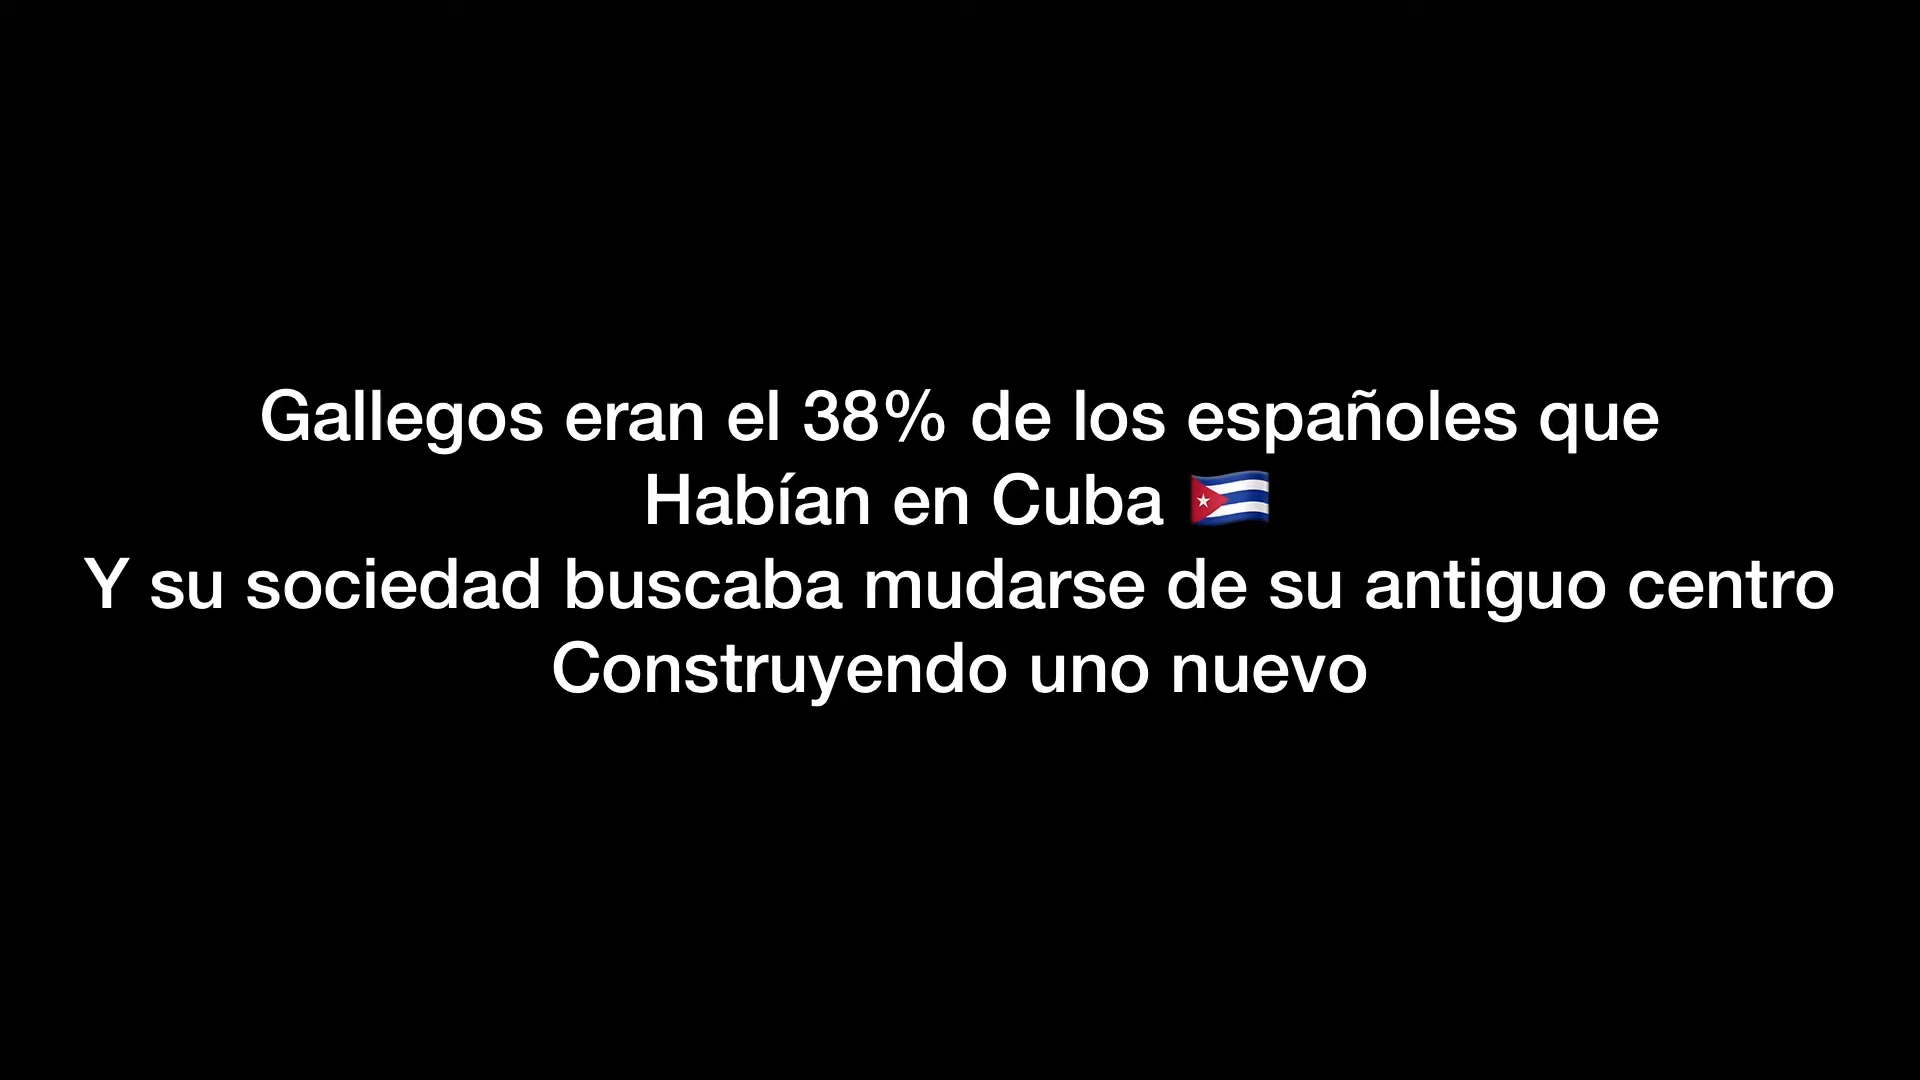 Gallegos eran el 38% de los españoles que
Habían en Cuba 🇨🇺
Y su sociedad buscaba mudarse de su antiguo centro
Construyendo uno nuevo